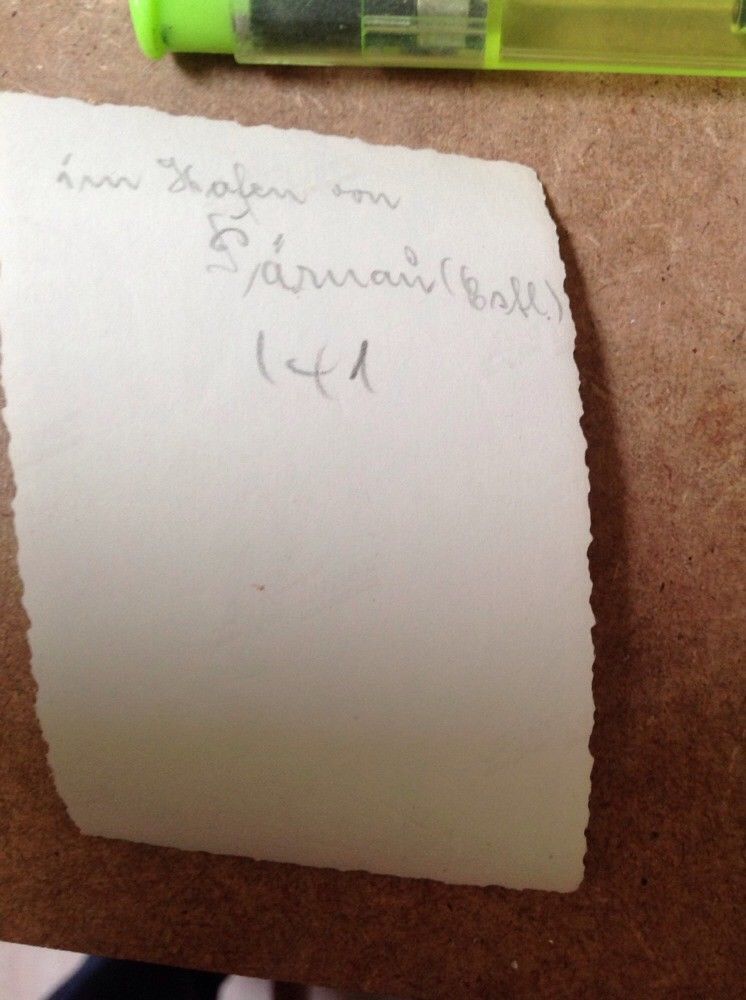 im Hafen von
Pärnau (Estl.)
141